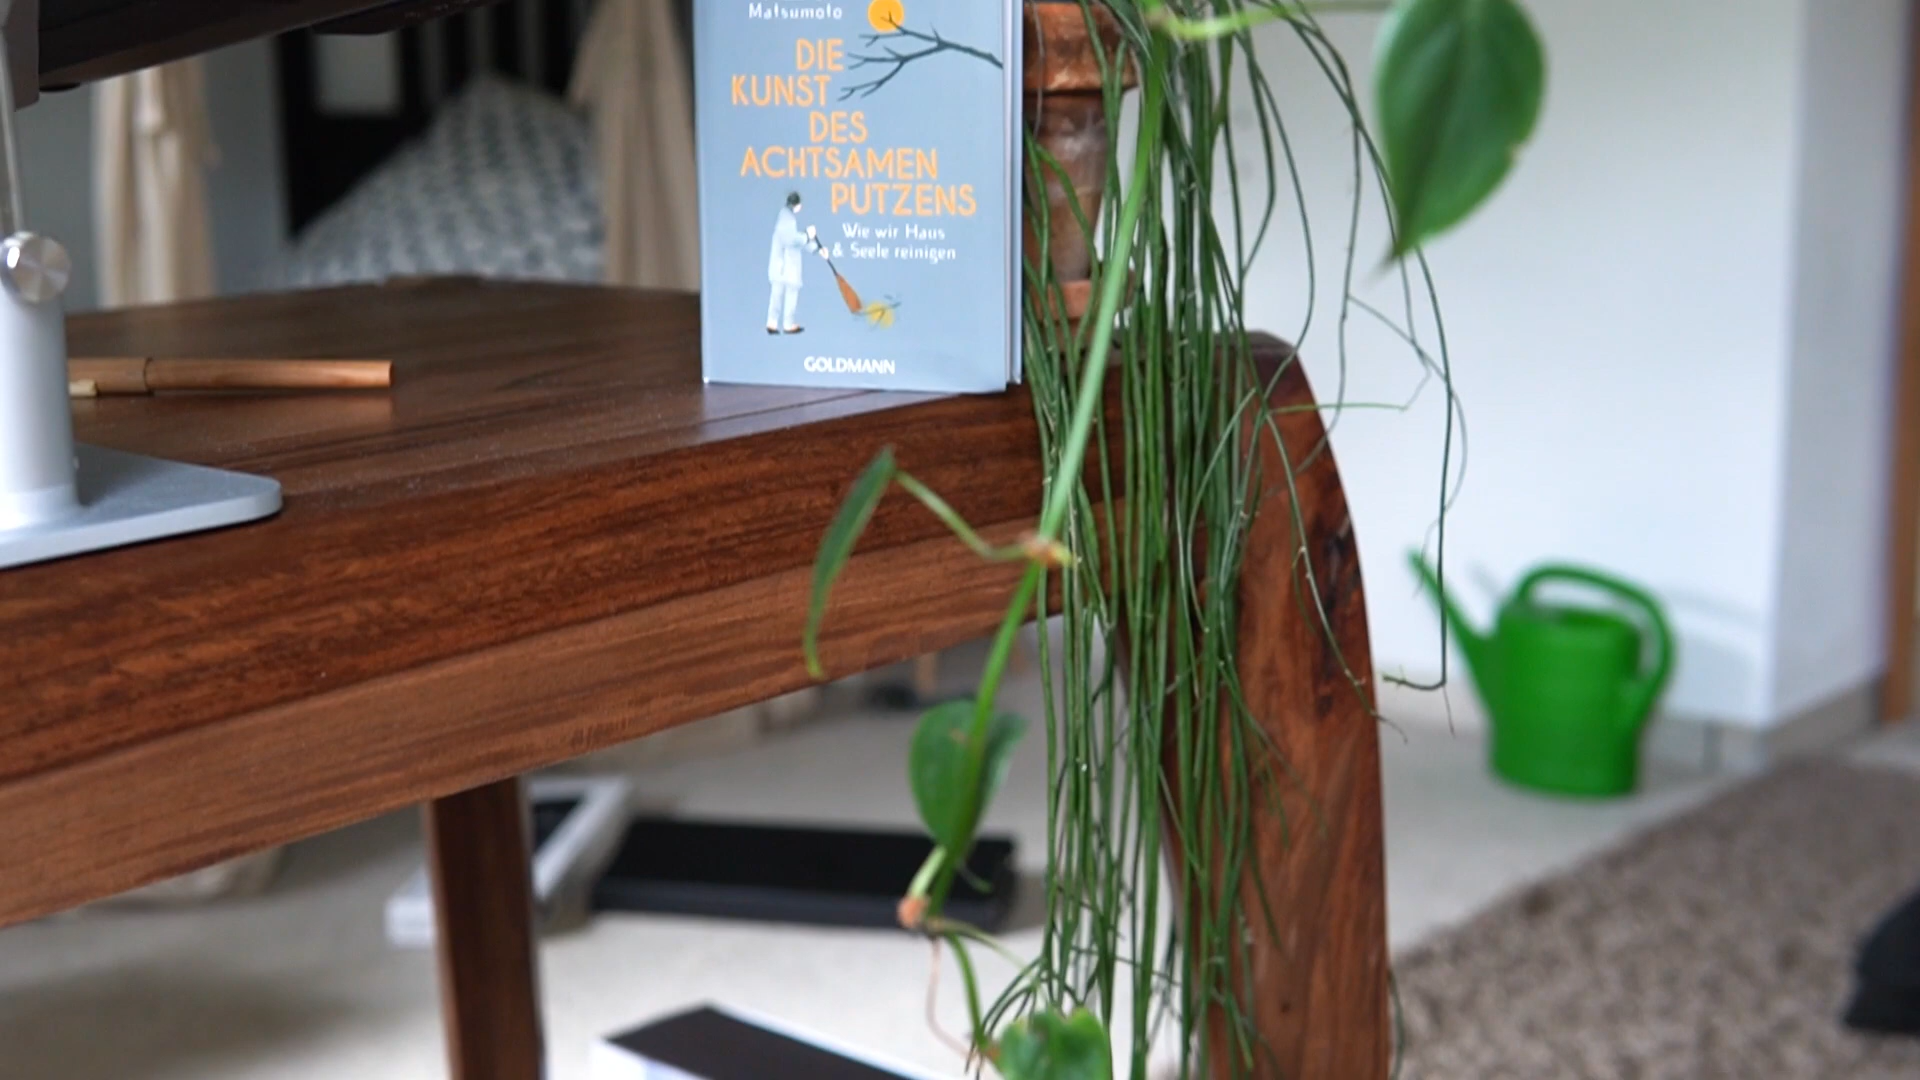 Matsumoto
DIE
KUNST
DES
ACHTSAMEN
PUTZENS
Wie wir Haus
& Seele reinigen
GOLDMANN